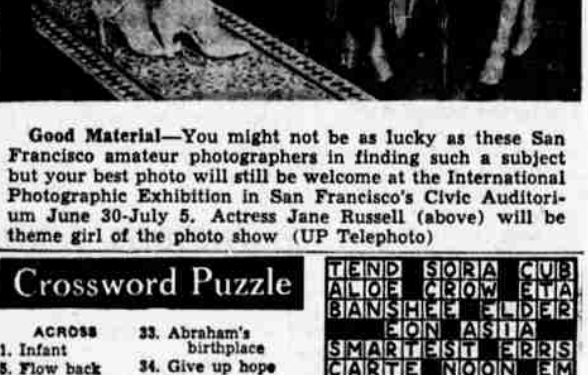 Good Material—You might not be as lucky as these San
Francisco amateur photographers in finding such a subject
but your best photo will still be welcome at the International
Photographic Exhibition in San Francisco's Civic Auditori-
um June 30-July 5. Actress Jane Russell (above) will be
theme girl of the photo show (UP Telephoto)
Crossword Puzzle
ACROSS
1. Infant
5. Flow back
33. Abraham's
birthplace
34. Give up hope
TEND SORA CUB
ALOE CROW ETA
BANSHEE ELDER
EON ASIA
SMARTEST ERRS
CARTE NOON EM